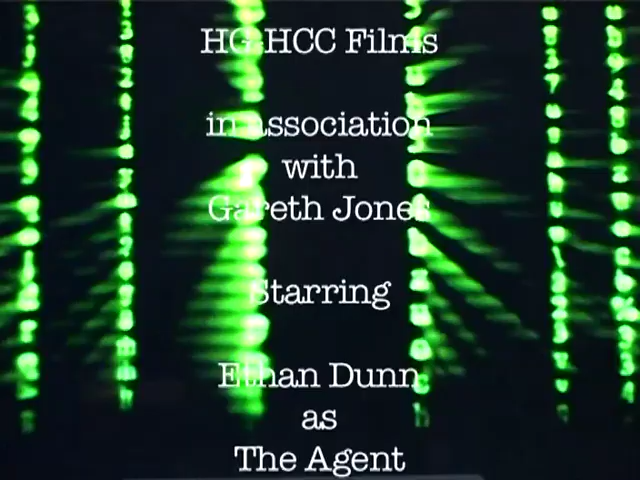 HG HCC Films
in association
with
Gareth Jones
Starring
Ethan Dunn
as
The Agent